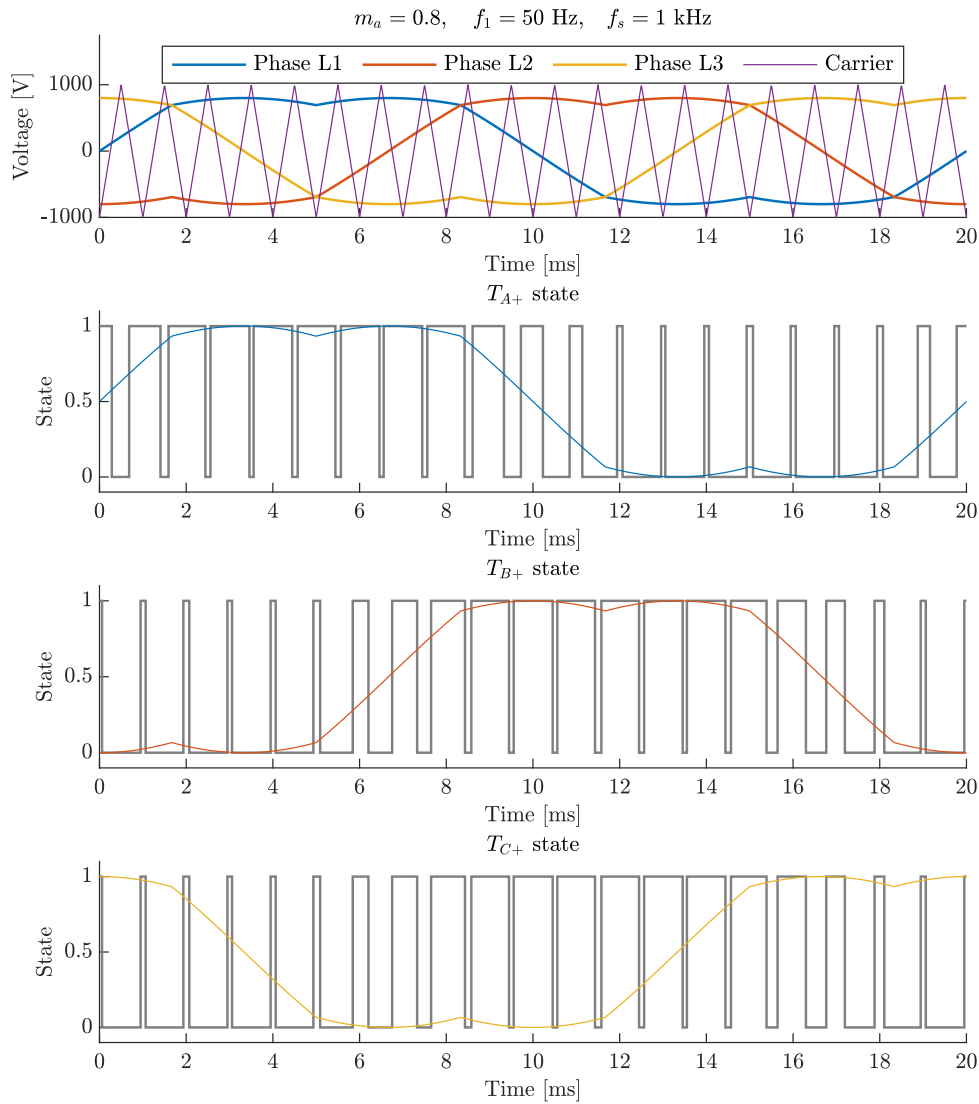 m_a = 0.8, f_1 = 50 Hz, f_s = 1 kHz
Phase L1 Phase L2 Phase L3 Carrier
Voltage [V]
1000
0
-1000
0 2 4 6 8 10 12 14 16 18 20
Time [ms]
T_{A+} state
State
1
0.5
0
0 2 4 6 8 10 12 14 16 18 20
Time [ms]
T_{B+} state
State
1
0.5
0
0 2 4 6 8 10 12 14 16 18 20
Time [ms]
T_{C+} state
State
1
0.5
0
0 2 4 6 8 10 12 14 16 18 20
Time [ms]